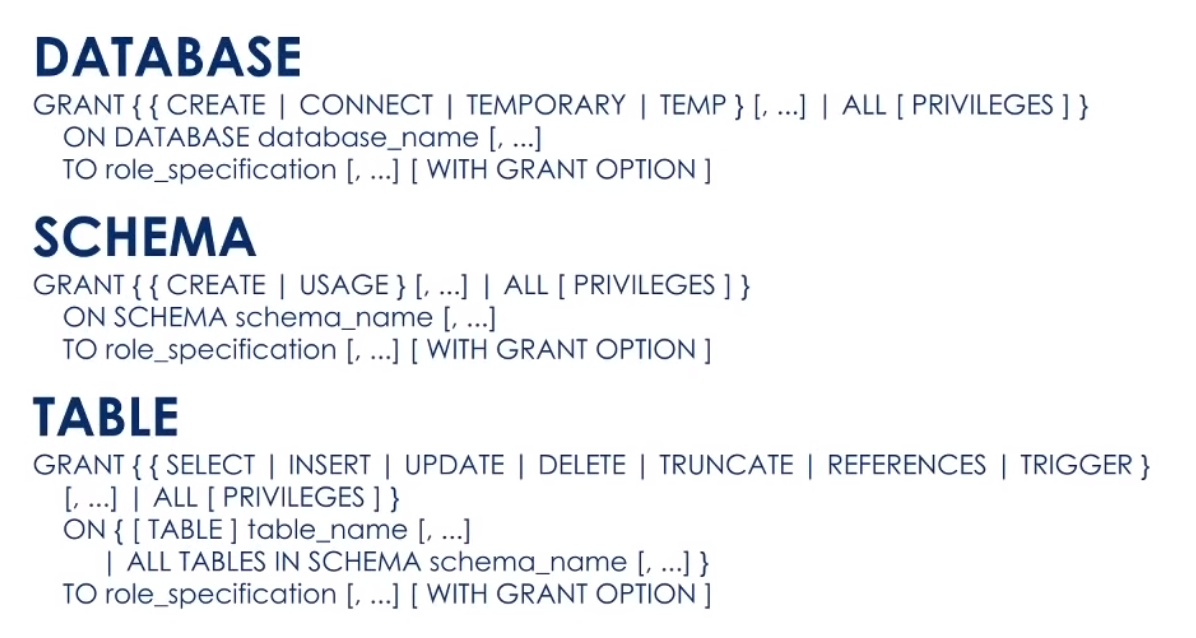 DATABASE
GRANT { { CREATE | CONNECT | TEMPORARY | TEMP } [, ...] | ALL [ PRIVILEGES ] }
ON DATABASE database_name [, ...]
TO role_specification [, ...] [ WITH GRANT OPTION ]
SCHEMA
GRANT { { CREATE | USAGE } [, ...] | ALL [ PRIVILEGES ] }
ON SCHEMA schema_name [, ...]
TO role_specification [, ...] [ WITH GRANT OPTION ]
TABLE
GRANT { { SELECT | INSERT | UPDATE | DELETE | TRUNCATE | REFERENCES | TRIGGER }
[, ...] | ALL [ PRIVILEGES ] }
ON { [ TABLE ] table_name [, ...]
| ALL TABLES IN SCHEMA schema_name [, ...] }
TO role_specification [, ...] [ WITH GRANT OPTION ]